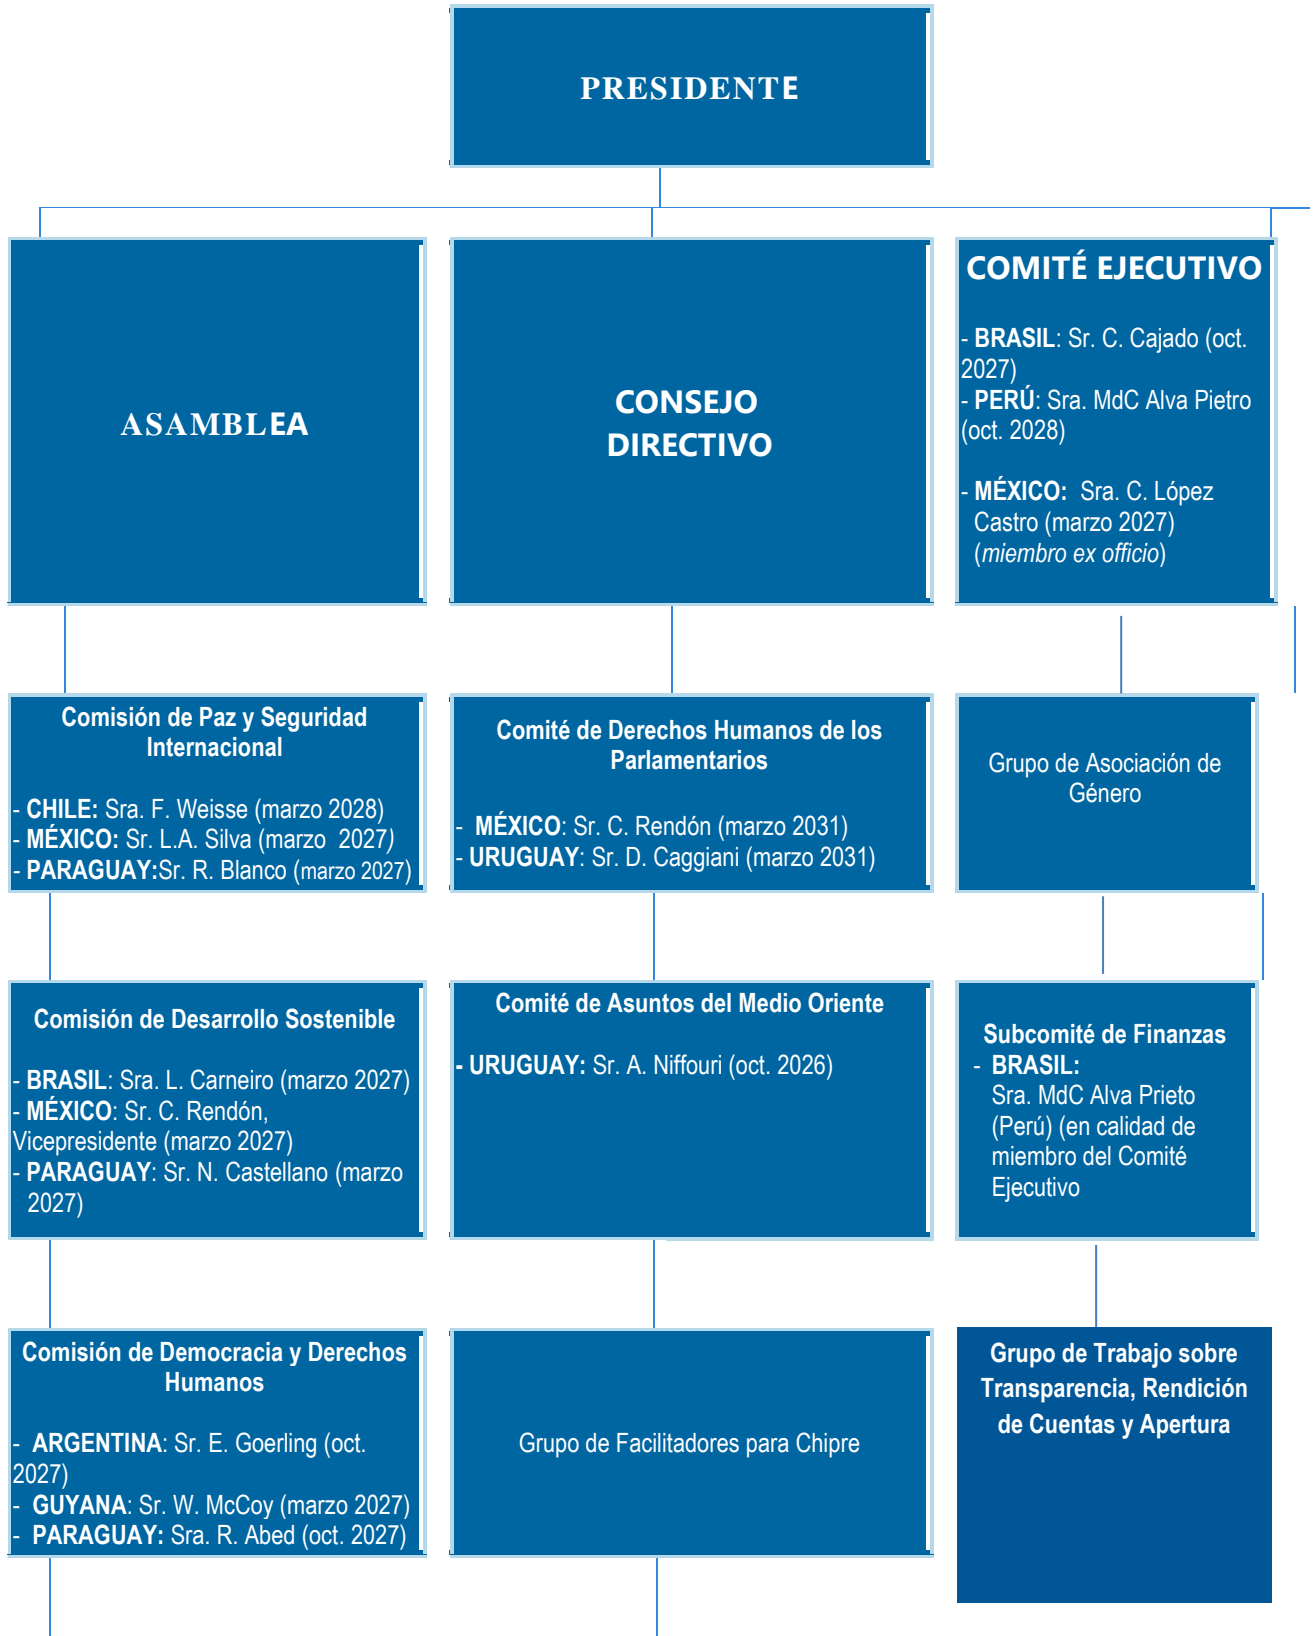 PRESIDENTE
ASAMBLEA
CONSEJO
DIRECTIVO
COMITÉ EJECUTIVO
- BRASIL: Sr. C. Cajado (oct.
2027)
- PERÚ: Sra. MdC Alva Pietro
(oct. 2028)
- MÉXICO: Sra. C. López
Castro (marzo 2027)
(miembro ex officio)
Comisión de Paz y Seguridad
Internacional
- CHILE: Sra. F. Weisse (marzo 2028)
- MÉXICO: Sr. L.A. Silva (marzo 2027)
- PARAGUAY:Sr. R. Blanco (marzo 2027)
Comité de Derechos Humanos de los
Parlamentarios
- MÉXICO: Sr. C. Rendón (marzo 2031)
- URUGUAY: Sr. D. Caggiani (marzo 2031)
Grupo de Asociación de
Género
Comisión de Desarrollo Sostenible
- BRASIL: Sra. L. Carneiro (marzo 2027)
- MÉXICO: Sr. C. Rendón,
Vicepresidente (marzo 2027)
- PARAGUAY: Sr. N. Castellano (marzo
2027)
Comité de Asuntos del Medio Oriente
- URUGUAY: Sr. A. Niffouri (oct. 2026)
Subcomité de Finanzas
- BRASIL:
Sra. MdC Alva Prieto
(Perú) (en calidad de
miembro del Comité
Ejecutivo
Comisión de Democracia y Derechos
Humanos
- ARGENTINA: Sr. E. Goerling (oct.
2027)
- GUYANA: Sr. W. McCoy (marzo 2027)
- PARAGUAY: Sra. R. Abed (oct. 2027)
Grupo de Facilitadores para Chipre
Grupo de Trabajo sobre
Transparencia, Rendición
de Cuentas y Apertura